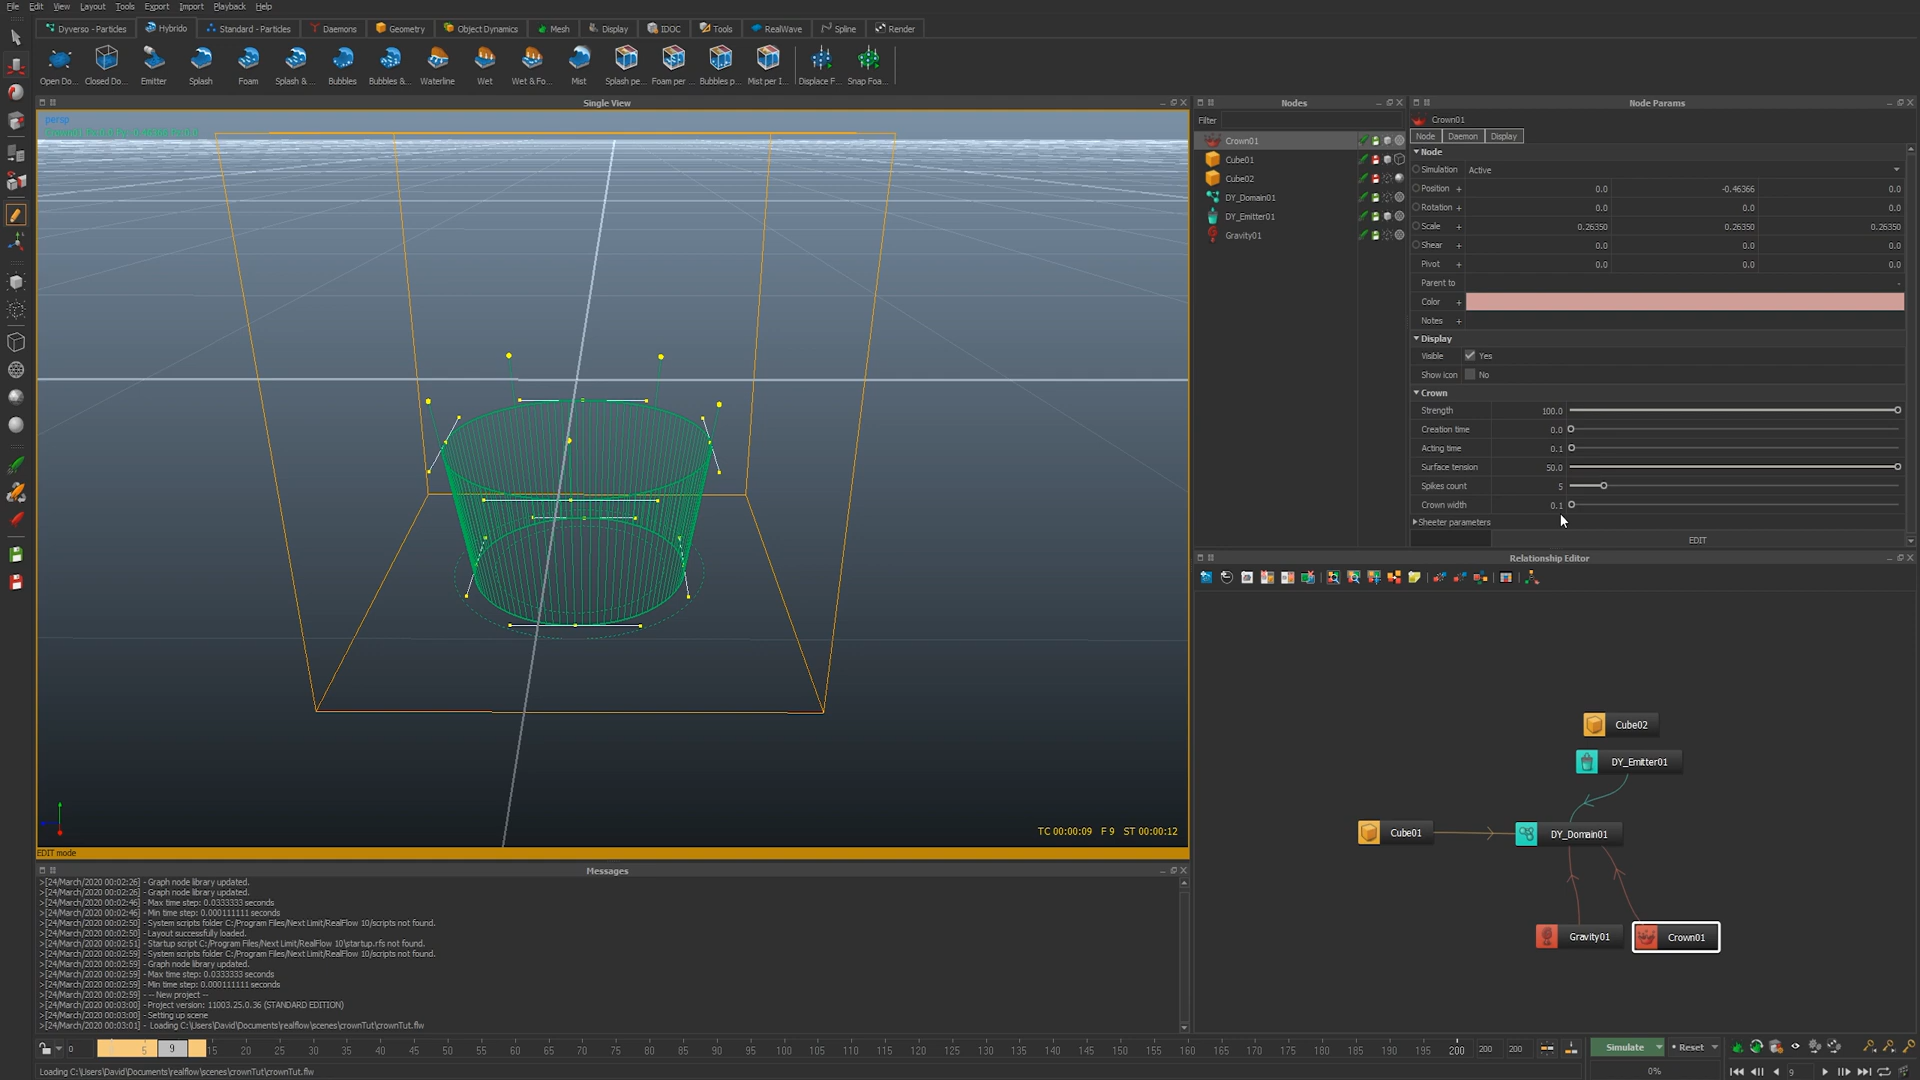 File Edit View Layout Tools Export Import Playback Help
Dyverso - Particles Hybrido Standard - Particles Daemons Geometry Object Dynamics Mesh Display IDOC Tools RealWave Spline Render
Open Do... Closed Do... Emitter Splash Foam Splash & ... Bubbles Bubbles & ... Waterline Wet Wet & Fo... Mist Splash pe... Foam per ... Bubbles p... Mist per I... Displace F... Snap Foa...
Single View
persp
TC 00:00:09 F 9 ST 00:00:12
EDIT mode
Nodes
Filter
Crown01
Cube01
Cube02
DY_Domain01
DY_Emitter01
Gravity01
Node Params
Crown01
Node Daemon Display
Node
Simulation Active
Position + 0.0 -0.46366 0.0
Rotation + 0.0 0.0 0.0
Scale + 0.26350 0.26350 0.26350
Shear + 0.0 0.0 0.0
Pivot + 0.0 0.0 0.0
Parent to -
Color +
Notes +
Display
Visible Yes
Show icon No
Crown
Strength 100.0
Creation time 0.0
Acting time 0.1
Surface tension 50.0
Spikes count 5
Crown width 0.1
Sheeter parameters
EDIT
Relationship Editor
Cube02
DY_Emitter01
Cube01
DY_Domain01
Gravity01
Crown01
Messages
>[24/March/2020 00:02:26] - Graph node library updated.
>[24/March/2020 00:02:26] - Graph node library updated.
>[24/March/2020 00:02:46] - Max time step: 0.0333333 seconds
>[24/March/2020 00:02:46] - Min time step: 0.000111111 seconds
>[24/March/2020 00:02:50] - System scripts folder C:/Program Files/Next Limit/RealFlow 10/scripts not found.
>[24/March/2020 00:02:50] - Layout successfully loaded.
>[24/March/2020 00:02:51] - Startup script C:/Program Files/Next Limit/RealFlow 10\startup.rfs not found.
>[24/March/2020 00:02:59] - System scripts folder C:/Program Files/Next Limit/RealFlow 10/scripts not found.
>[24/March/2020 00:02:59] - Graph node library updated.
>[24/March/2020 00:02:59] - Max time step: 0.0333333 seconds
>[24/March/2020 00:02:59] - Min time step: 0.000111111 seconds
>[24/March/2020 00:02:59] - -- New project --
>[24/March/2020 00:03:00] - Project version: 11003.25.0.36 (STANDARD EDITION)
>[24/March/2020 00:03:00] - Setting up scene
>[24/March/2020 00:03:01] - Loading C:\Users\David\Documents\realflow\scenes\crownTut\crownTut.flw
0 5 9 15 20 25 30 35 40 45 50 55 60 65 70 75 80 85 90 95 100 105 110 115 120 125 130 135 140 145 150 155 160 165 170 175 180 185 190 195 200 200 200
Simulate Reset
Loading C:\Users\David\Documents\realflow\scenes\crownTut\crownTut.flw
0% 9